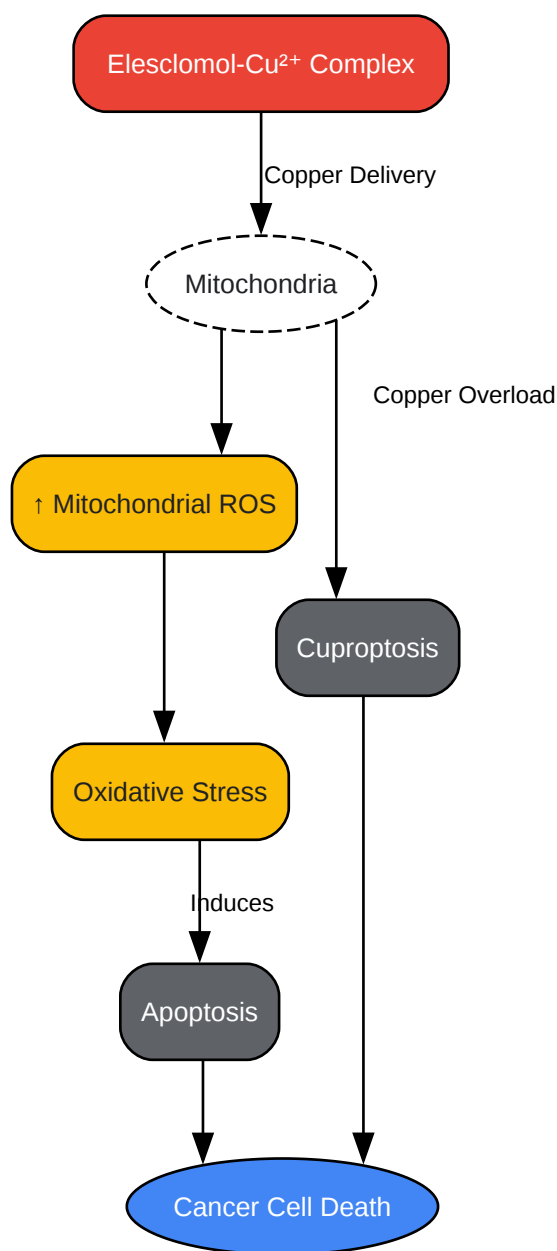 Elesclomol-Cu²⁺ Complex
Copper Delivery
Mitochondria
Copper Overload
↑ Mitochondrial ROS
Cuproptosis
Oxidative Stress
Induces
Apoptosis
Cancer Cell Death